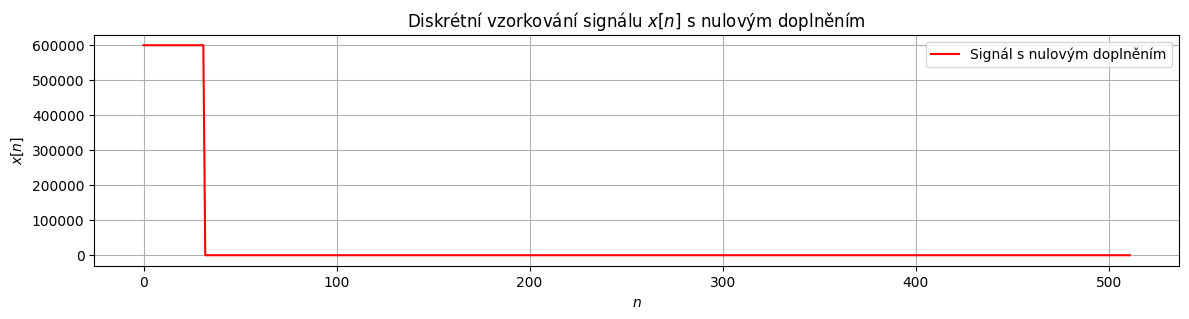 Diskrétní vzorkování signálu x[n] s nulovým doplněním
Signál s nulovým doplněním
x[n]
600000
500000
400000
300000
200000
100000
0
0 100 200 300 400 500
n